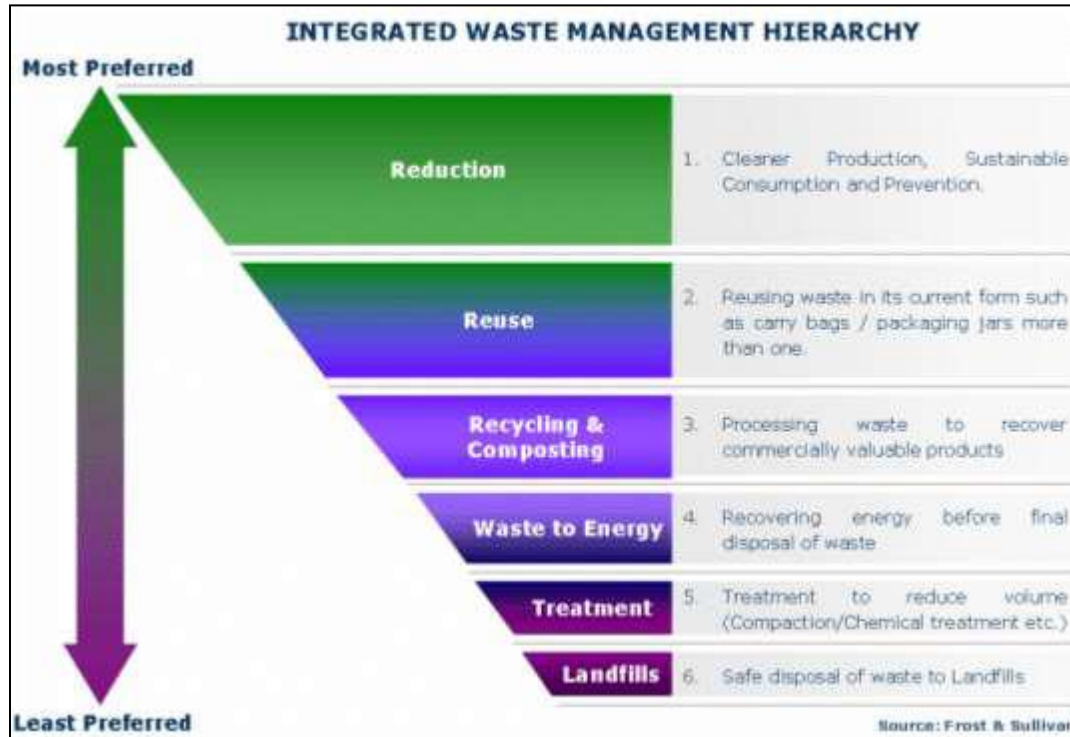 INTEGRATED WASTE MANAGEMENT HIERARCHY
Most Preferred
Reduction
1. Cleaner Production, Sustainable
Consumption and Prevention.
Reuse
2. Reusing waste in its current form such
as carry bags / packaging jars more
than one.
Recycling &
Composting
3. Processing waste to recover
commercially valuable products
Waste to Energy
4. Recovering energy before final
disposal of waste
Treatment
5. Treatment to reduce volume
(Compaction/Chemical treatment etc.)
Landfills
6. Safe disposal of waste to Landfills
Least Preferred
Source: Frost & Sullivan